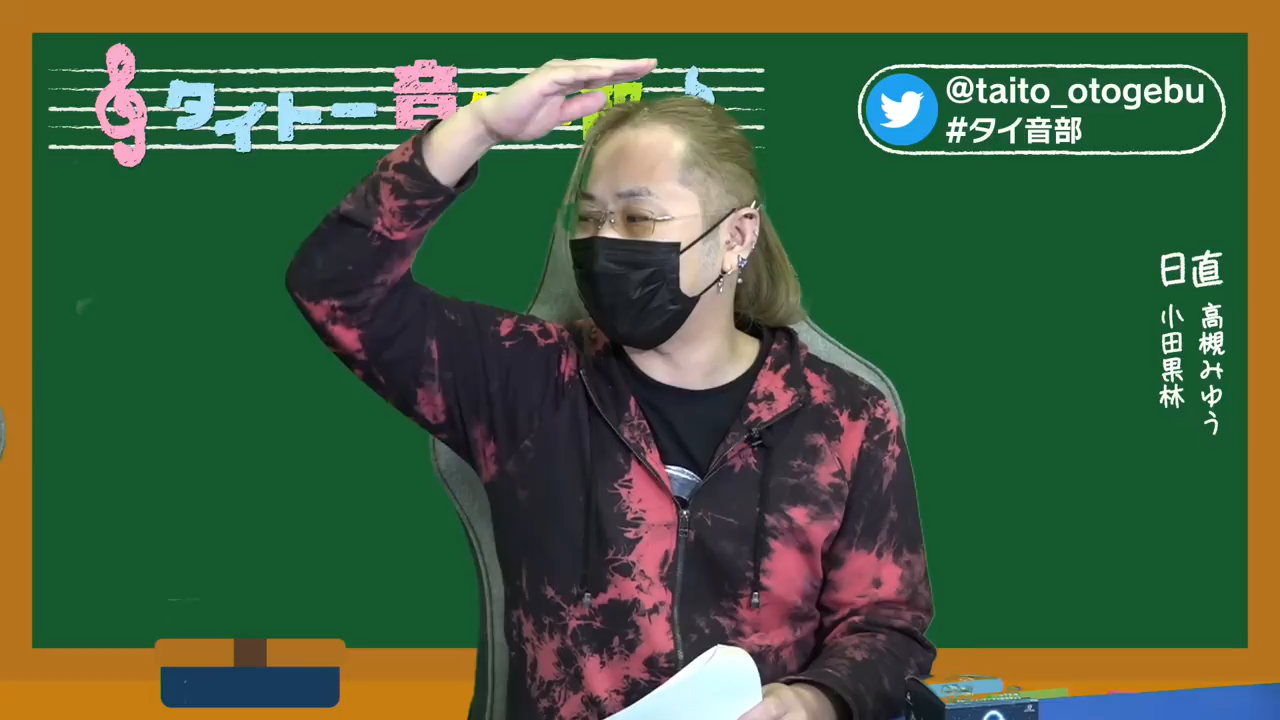 タイトー音
@taito_otogebu
#タイ音部
日直
高槻みゆう
小田果林